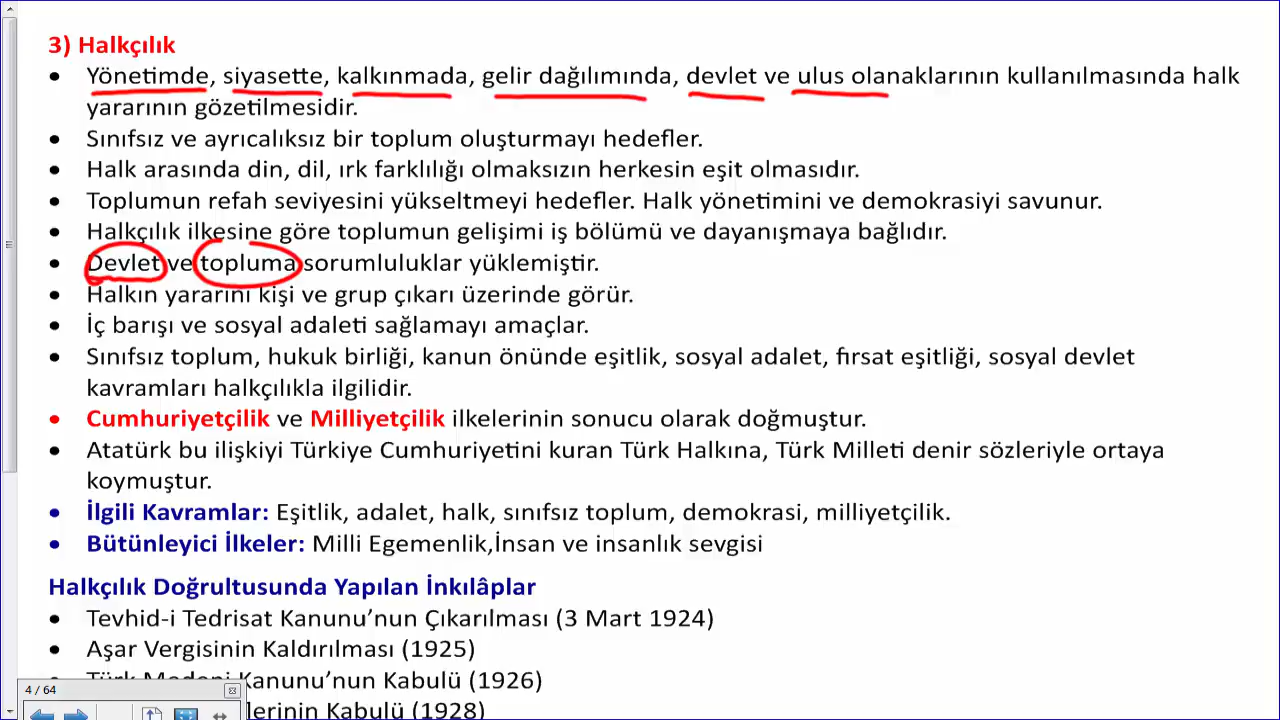 3) Halkçılık
• Yönetimde, siyasette, kalkınmada, gelir dağılımında, devlet ve ulus olanaklarının kullanılmasında halk
yararının gözetilmesidir.
• Sınıfsız ve ayrıcalıksız bir toplum oluşturmayı hedefler.
• Halk arasında din, dil, ırk farklılığı olmaksızın herkesin eşit olmasıdır.
• Toplumun refah seviyesini yükseltmeyi hedefler. Halk yönetimini ve demokrasiyi savunur.
• Halkçılık ilkesine göre toplumun gelişimi iş bölümü ve dayanışmaya bağlıdır.
• Devlet ve topluma sorumluluklar yüklemiştir.
• Halkın yararını kişi ve grup çıkarı üzerinde görür.
• İç barışı ve sosyal adaleti sağlamayı amaçlar.
• Sınıfsız toplum, hukuk birliği, kanun önünde eşitlik, sosyal adalet, fırsat eşitliği, sosyal devlet
kavramları halkçılıkla ilgilidir.
• Cumhuriyetçilik ve Milliyetçilik ilkelerinin sonucu olarak doğmuştur.
• Atatürk bu ilişkiyi Türkiye Cumhuriyetini kuran Türk Halkına, Türk Milleti denir sözleriyle ortaya
koymuştur.
• İlgili Kavramlar: Eşitlik, adalet, halk, sınıfsız toplum, demokrasi, milliyetçilik.
• Bütünleyici İlkeler: Milli Egemenlik,İnsan ve insanlık sevgisi
Halkçılık Doğrultusunda Yapılan İnkılâplar
• Tevhid-i Tedrisat Kanunu’nun Çıkarılması (3 Mart 1924)
• Aşar Vergisinin Kaldırılması (1925)
• Türk Medeni Kanunu’nun Kabulü (1926)
4 / 64
lerinin Kabulü (1928)